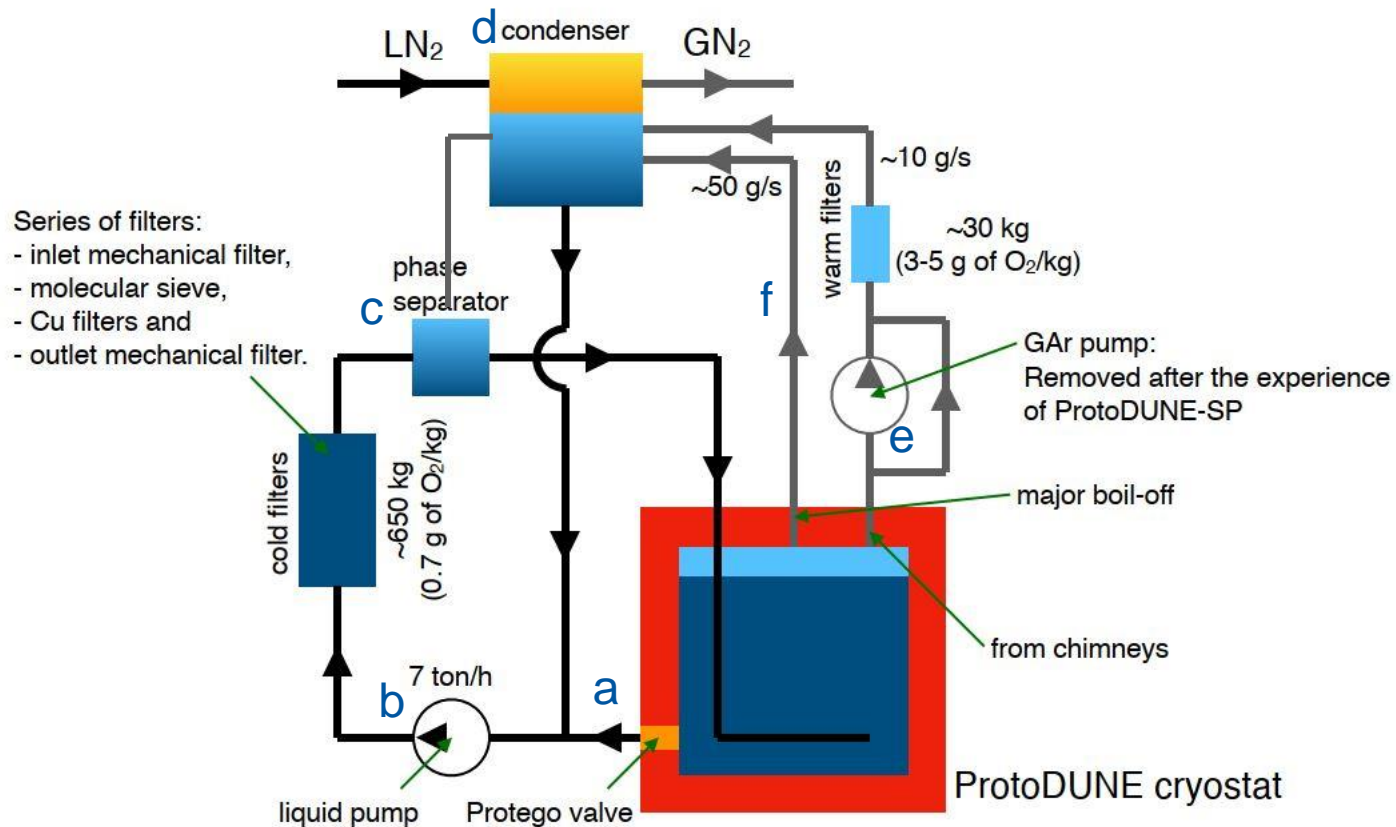 d condenser
LN₂
GN₂
~10 g/s
~50 g/s
warm filters
~30 kg
(3-5 g of O₂/kg)
Series of filters:
- inlet mechanical filter,
- molecular sieve,
- Cu filters and
- outlet mechanical filter.
phase
separator
c
f
GAr pump:
Removed after the experience
of ProtoDUNE-SP
e
cold filters
~650 kg
(0.7 g of O₂/kg)
major boil-off
from chimneys
7 ton/h
b
a
liquid pump
Protego valve
ProtoDUNE cryostat